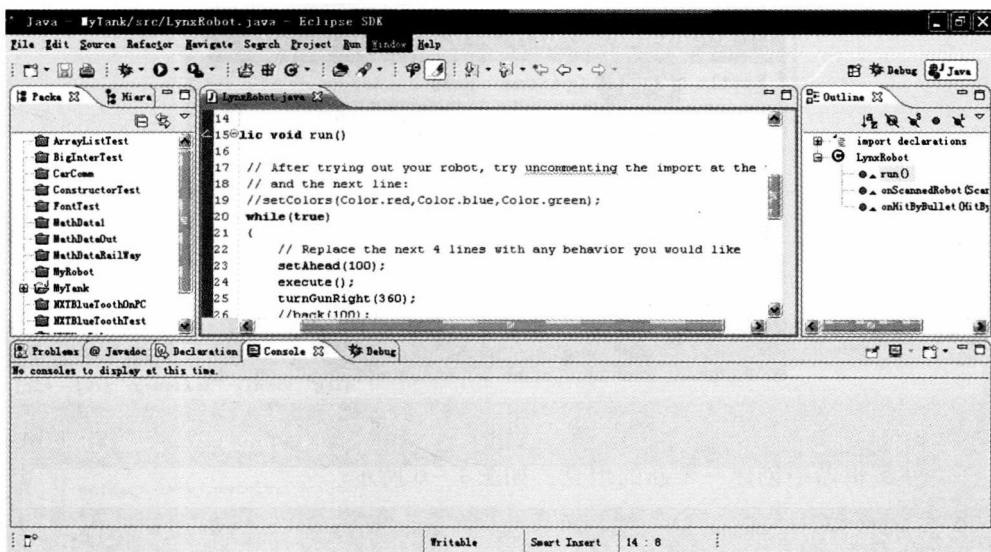 Java - MyTank/src/LynxRobot.java - Eclipse SDK
File Edit Source Refactor Navigate Segrch Project Run Window Help
Debug Java
Packa Hiera
LynxRobot.java
Outline
ArrayListTest
BigInterTest
CarComm
ConstructorTest
FontTest
MathData1
MathDataOut
MathDataRailWay
MyRobot
MyTank
NXTBlueToothOnPC
NXTBlueToothTest
14
15 lic void run()
16
17 // After trying out your robot, try uncommenting the import at the
18 // and the next line:
19 //setColors(Color.red,Color.blue,Color.green);
20 while(true)
21 {
22 // Replace the next 4 lines with any behavior you would like
23 setAhead(100);
24 execute();
25 turnGunRight(360);
26 //back(100);
import declarations
LynxRobot
run()
onScannedRobot(Scan
onHitByBullet(HitBy
Problems @ Javadoc Declaration Console Debug
No consoles to display at this time.
Writable Smart Insert 14 : 8